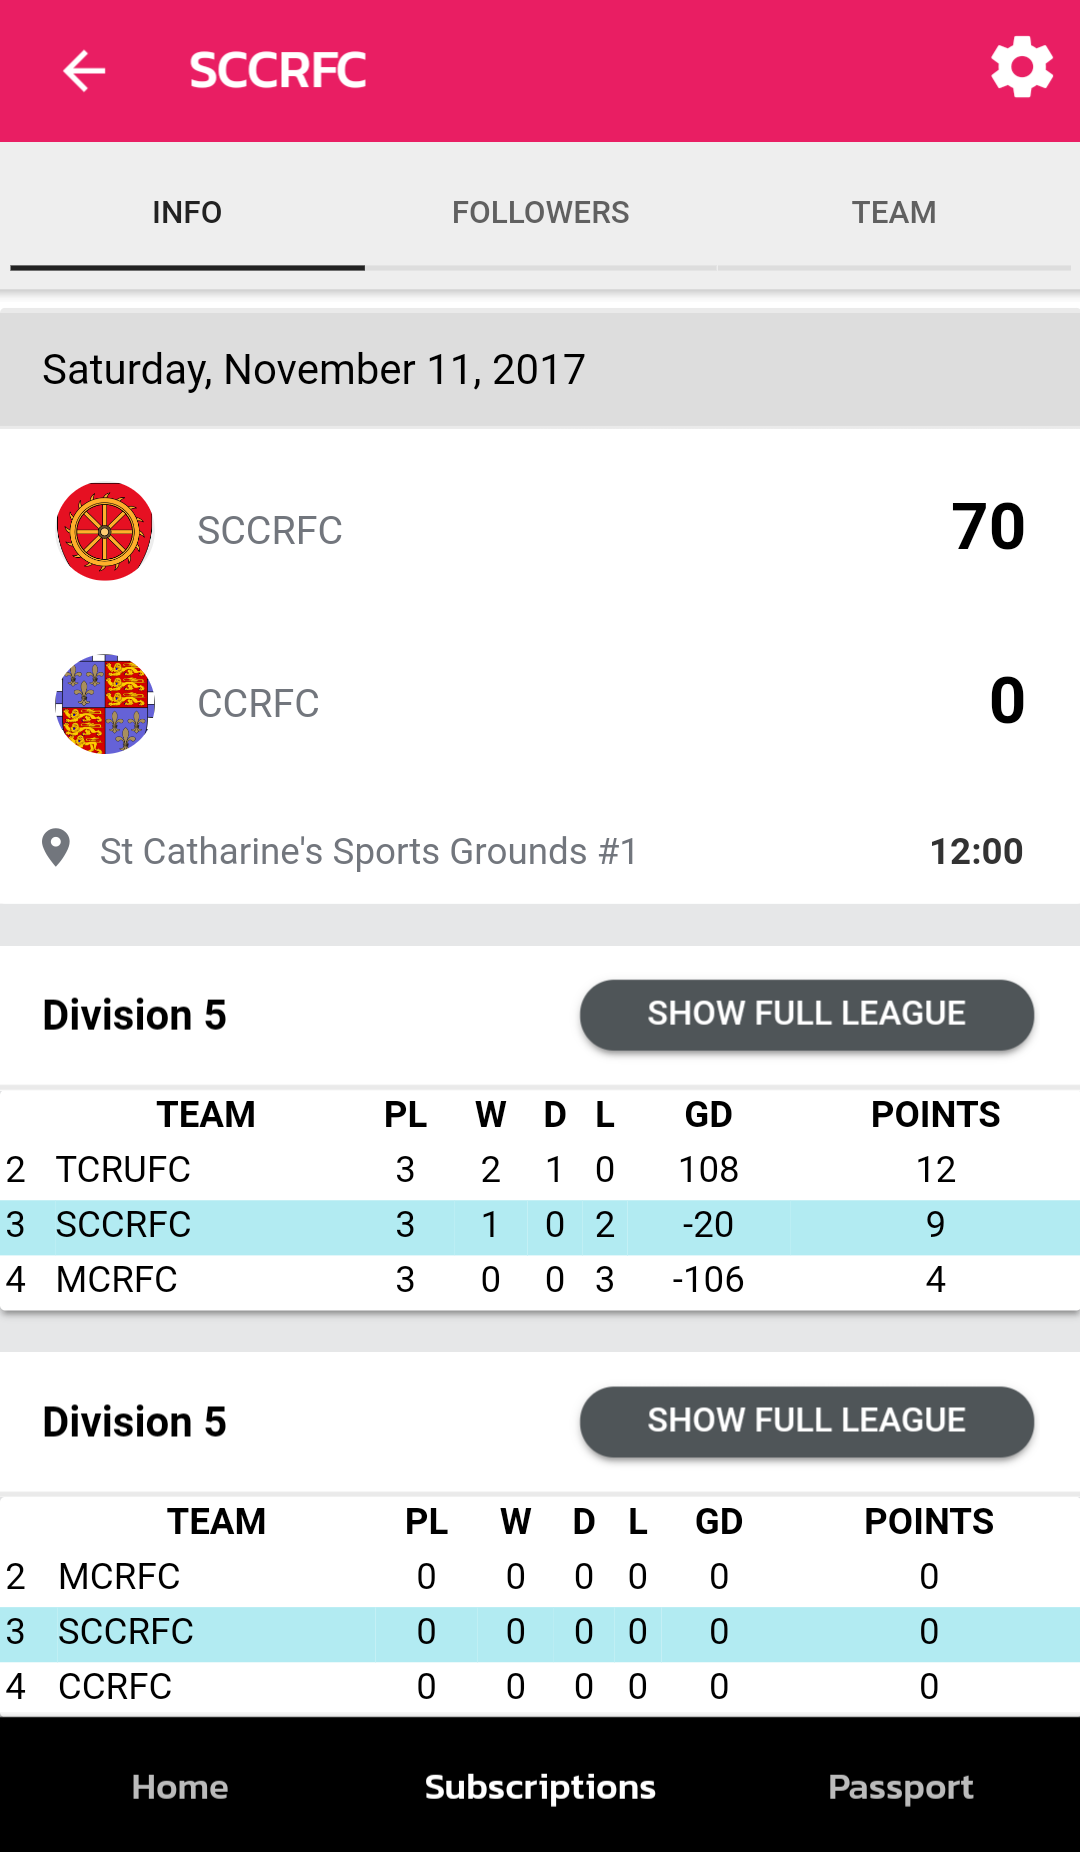 SCCRFC
INFO FOLLOWERS TEAM
Saturday, November 11, 2017
SCCRFC 70
CCRFC 0
St Catharine's Sports Grounds #1 12:00
Division 5 SHOW FULL LEAGUE
TEAM PL W D L GD POINTS
2 TCRUFC 3 2 1 0 108 12
3 SCCRFC 3 1 0 2 -20 9
4 MCRFC 3 0 0 3 -106 4
Division 5 SHOW FULL LEAGUE
TEAM PL W D L GD POINTS
2 MCRFC 0 0 0 0 0 0
3 SCCRFC 0 0 0 0 0 0
4 CCRFC 0 0 0 0 0 0
Home Subscriptions Passport